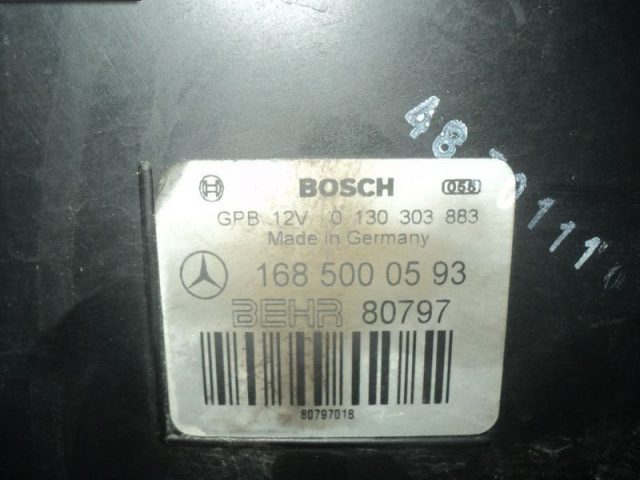 BOSCH 058
GPB 12V 0 130 303 883
Made in Germany
168 500 05 93
BEHR 80797
80797018